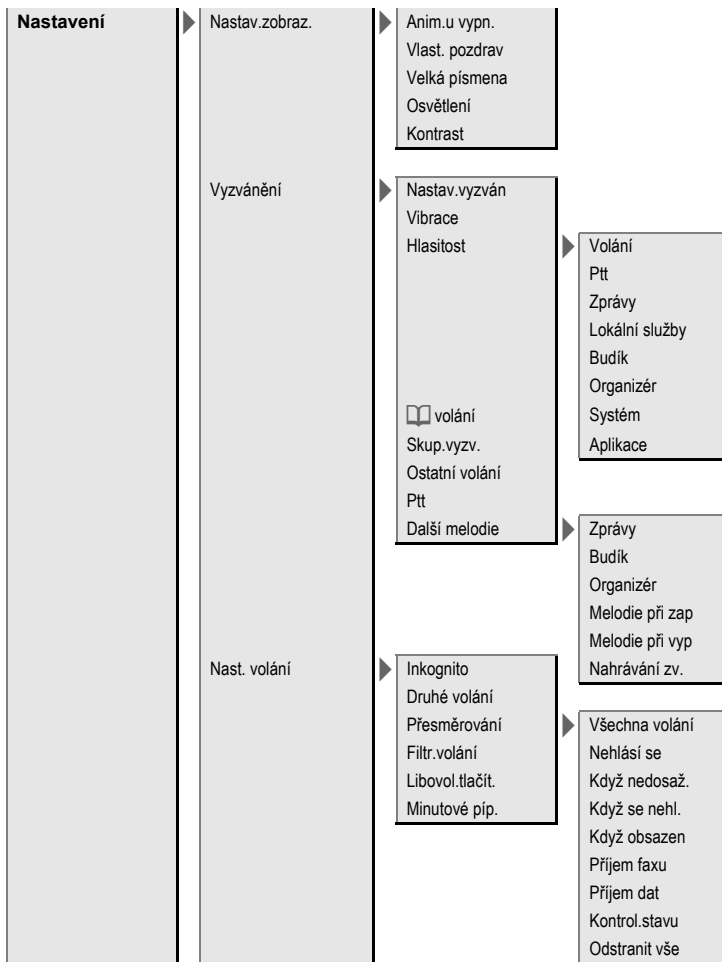 Nastavení
Nastav.zobraz.
Anim.u vypn.
Vlast. pozdrav
Velká písmena
Osvětlení
Kontrast
Vyzvánění
Nastav.vyzván
Vibrace
Hlasitost
Volání
Ptt
Zprávy
Lokální služby
Budík
Organizér
Systém
Aplikace
volání
Skup.vyzv.
Ostatní volání
Ptt
Další melodie
Zprávy
Budík
Organizér
Melodie při zap
Melodie při vyp
Nahrávání zv.
Nast. volání
Inkognito
Druhé volání
Přesměrování
Všechna volání
Nehlásí se
Když nedosaž.
Když se nehl.
Když obsazen
Příjem faxu
Příjem dat
Kontrol.stavu
Odstranit vše
Filtr.volání
Libovol.tlačít.
Minutové píp.